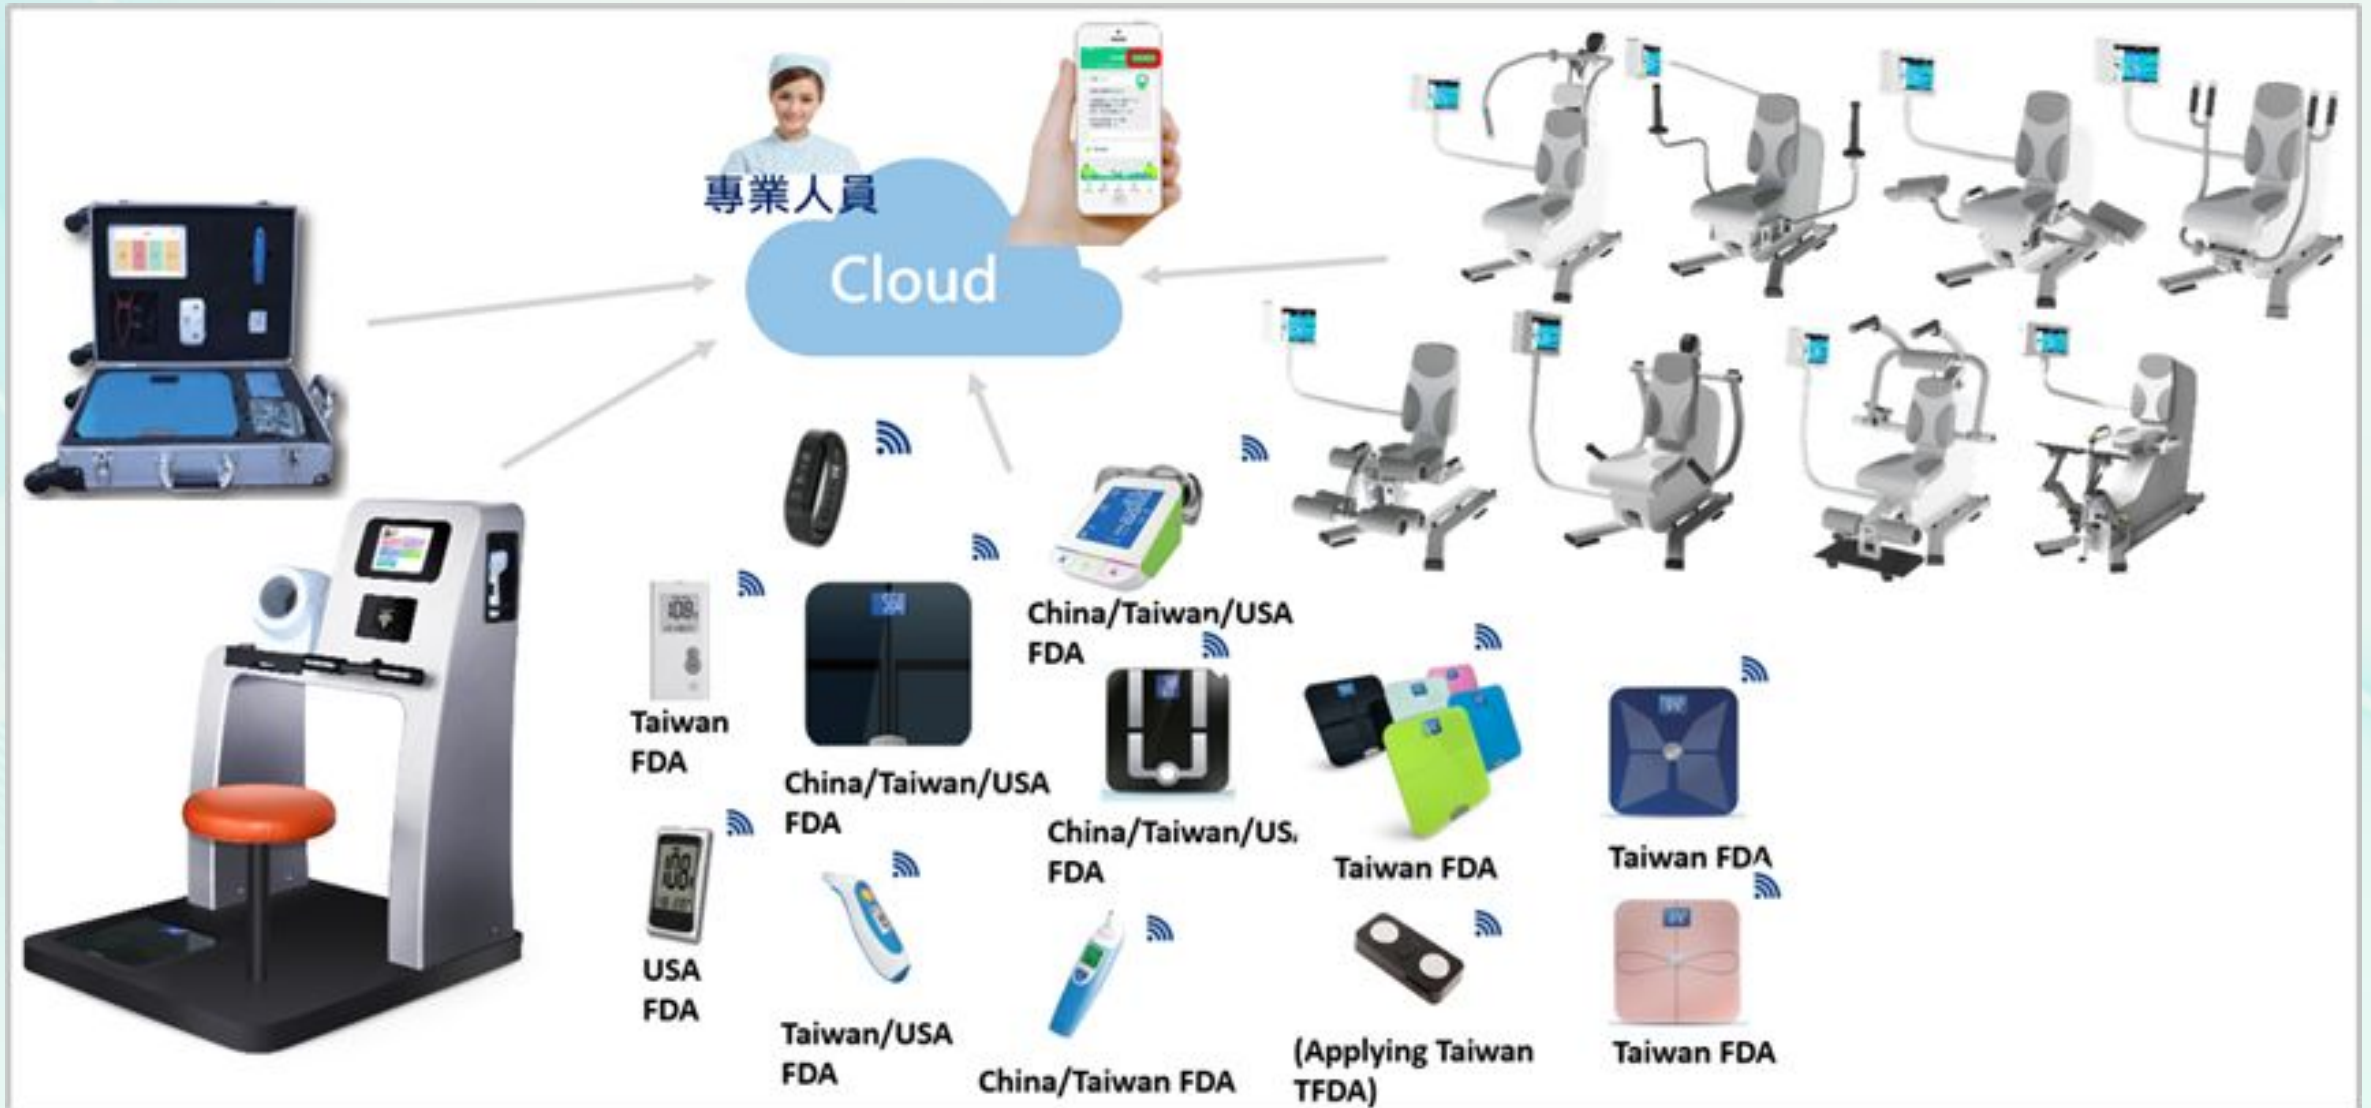 專業人員
Cloud
China/Taiwan/USA
FDA
Taiwan
FDA
China/Taiwan/USA
FDA
China/Taiwan/US
FDA
Taiwan FDA
Taiwan FDA
USA
FDA
Taiwan/USA
FDA
China/Taiwan FDA
(Applying Taiwan
TFDA)
Taiwan FDA